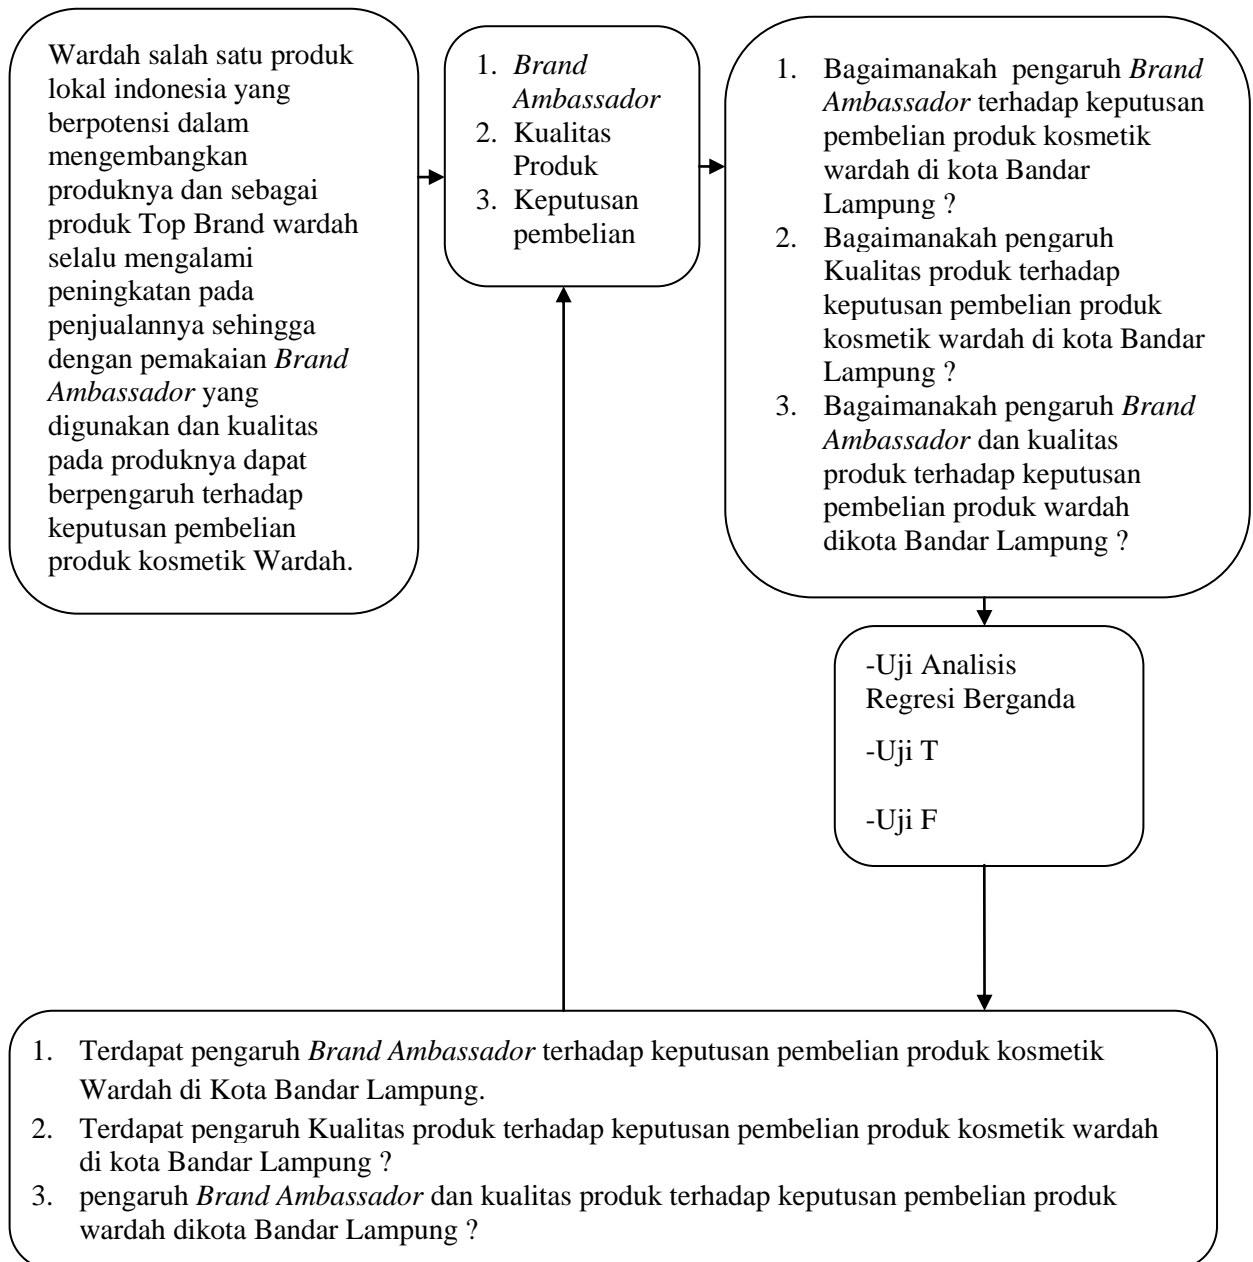 Wardah salah satu produk
lokal indonesia yang
berpotensi dalam
mengembangkan
produknya dan sebagai
produk Top Brand wardah
selalu mengalami
peningkatan pada
penjualannya sehingga
dengan pemakaian Brand
Ambassador yang
digunakan dan kualitas
pada produknya dapat
berpengaruh terhadap
keputusan pembelian
produk kosmetik Wardah.
1. Brand
Ambassador
2. Kualitas
Produk
3. Keputusan
pembelian
1. Bagaimanakah pengaruh Brand
Ambassador terhadap keputusan
pembelian produk kosmetik
wardah di kota Bandar
Lampung ?
2. Bagaimanakah pengaruh
Kualitas produk terhadap
keputusan pembelian produk
kosmetik wardah di kota Bandar
Lampung ?
3. Bagaimanakah pengaruh Brand
Ambassador dan kualitas
produk terhadap keputusan
pembelian produk wardah
dikota Bandar Lampung ?
-Uji Analisis
Regresi Berganda
-Uji T
-Uji F
1. Terdapat pengaruh Brand Ambassador terhadap keputusan pembelian produk kosmetik
Wardah di Kota Bandar Lampung.
2. Terdapat pengaruh Kualitas produk terhadap keputusan pembelian produk kosmetik wardah
di kota Bandar Lampung ?
3. pengaruh Brand Ambassador dan kualitas produk terhadap keputusan pembelian produk
wardah dikota Bandar Lampung ?